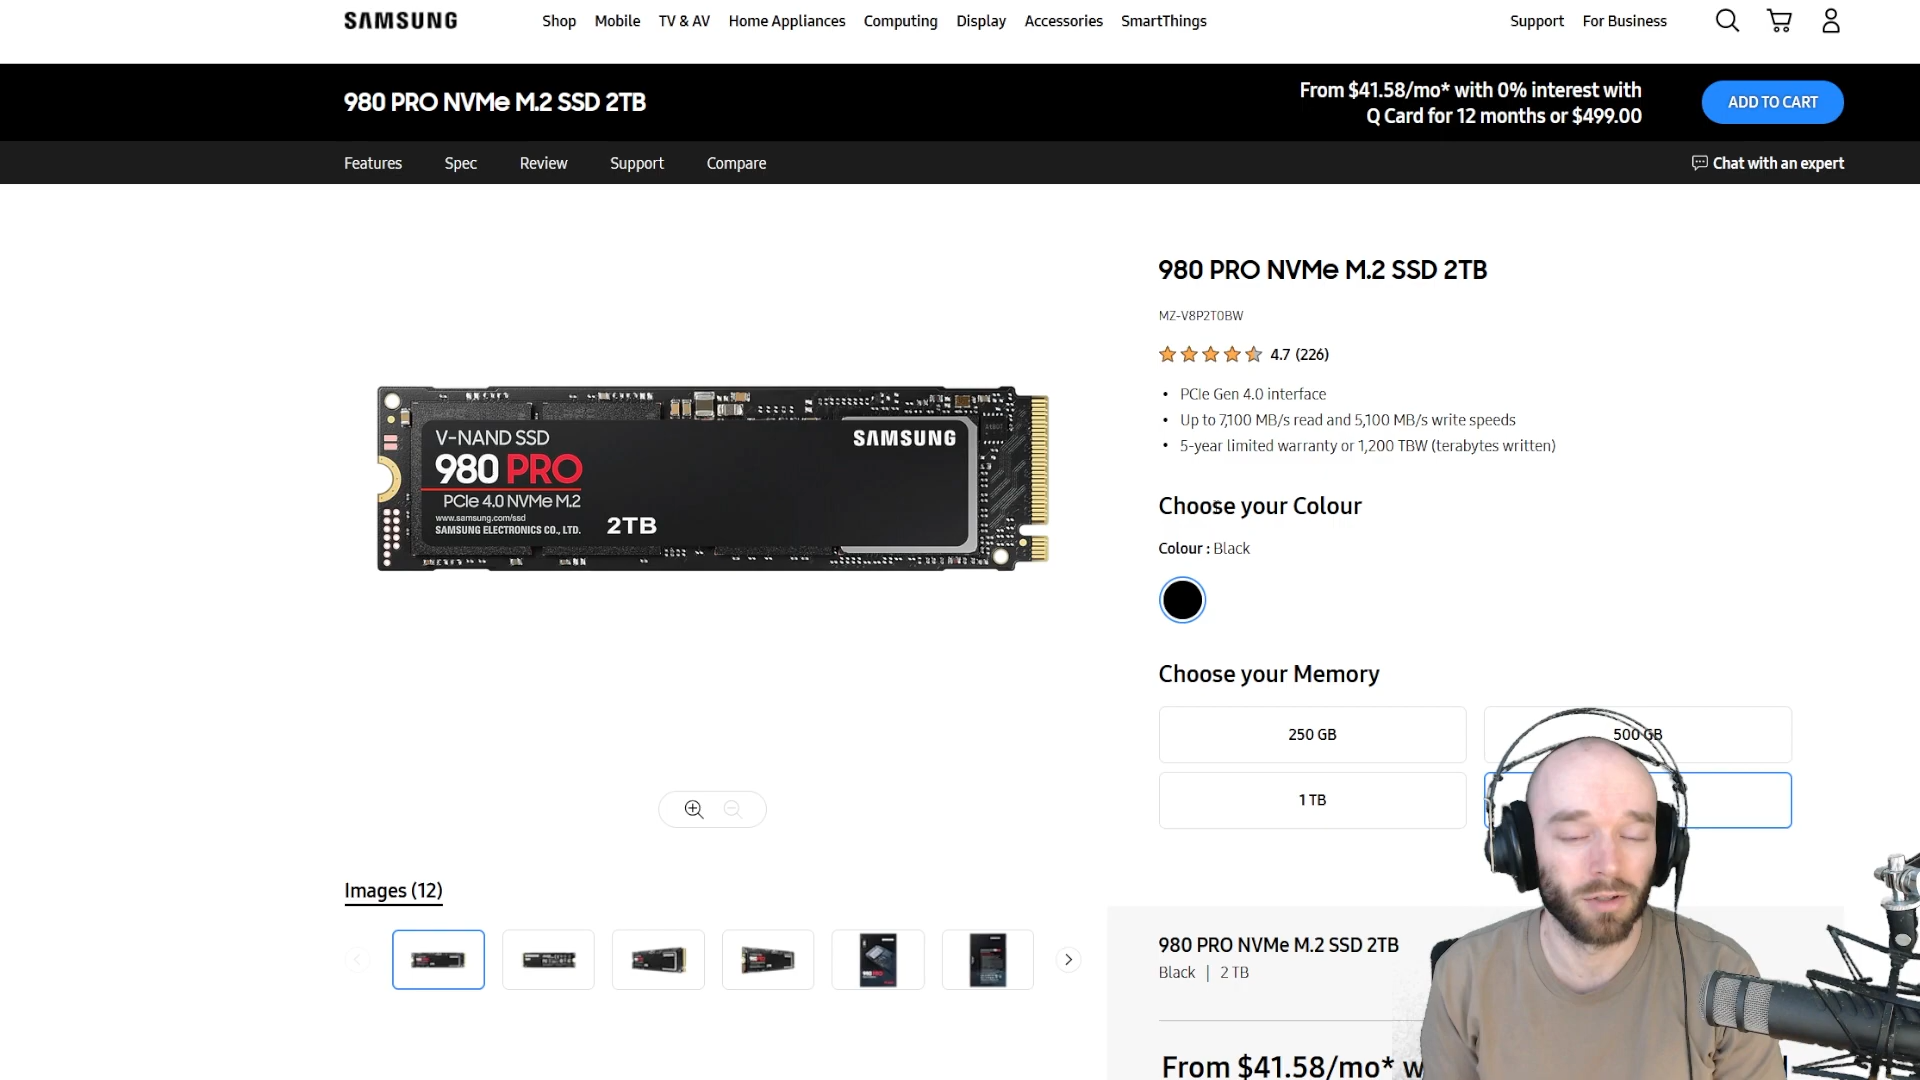 SAMSUNG
Shop Mobile TV & AV Home Appliances Computing Display Accessories SmartThings
Support For Business
980 PRO NVMe M.2 SSD 2TB
From $41.58/mo* with 0% interest with
Q Card for 12 months or $499.00
ADD TO CART
Features Spec Review Support Compare
Chat with an expert
V-NAND SSD
980 PRO
PCIe 4.0 NVMe M.2
www.samsung.com/ssd
SAMSUNG ELECTRONICS CO., LTD.
2TB
SAMSUNG
980 PRO NVMe M.2 SSD 2TB
MZ-V8P2T0BW
4.7 (226)
• PCIe Gen 4.0 interface
• Up to 7,100 MB/s read and 5,100 MB/s write speeds
• 5-year limited warranty or 1,200 TBW (terabytes written)
Choose your Colour
Colour : Black
Choose your Memory
250 GB
500 GB
1 TB
Images (12)
980 PRO NVMe M.2 SSD 2TB
Black | 2 TB
From $41.58/mo* w